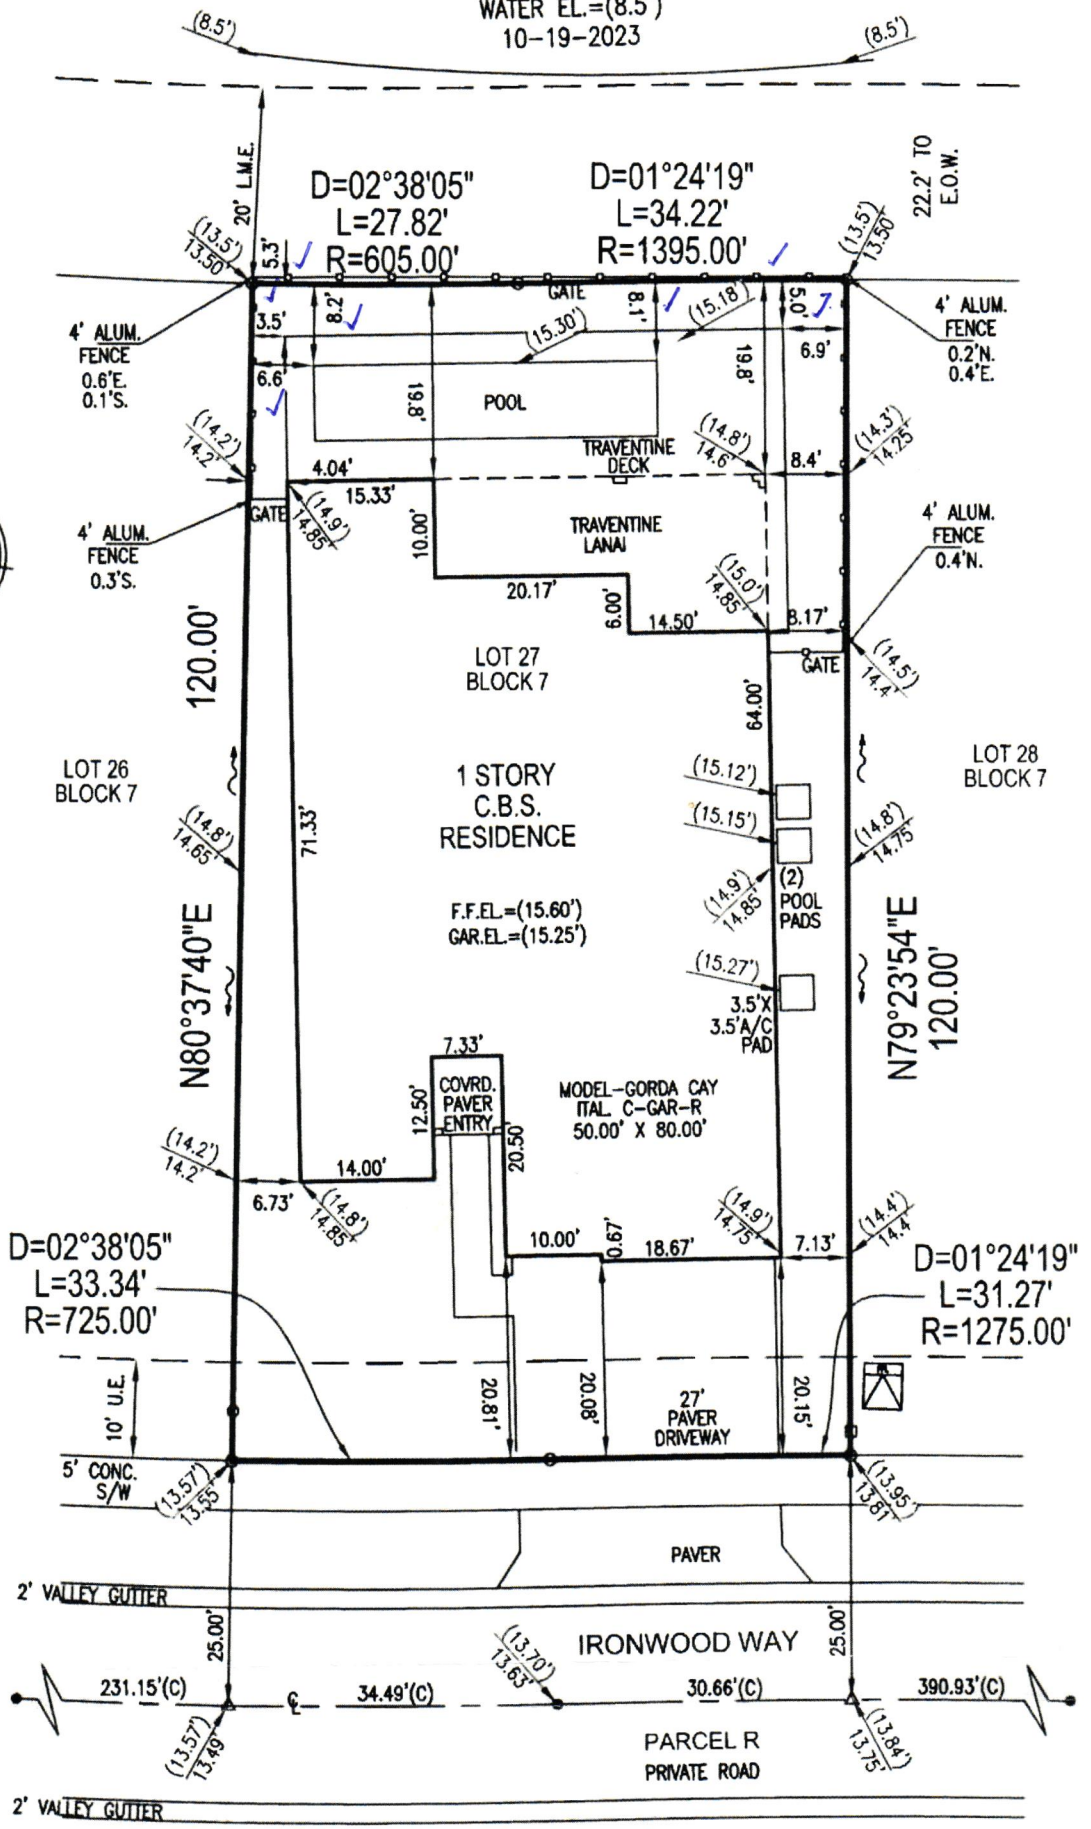 WATER EL.=(8.5')
10-19-2023
(8.5')
(8.5')
20' L.M.E.
22.2' TO
E.O.W.
D=02°38'05"
L=27.82'
R=605.00'
D=01°24'19"
L=34.22'
R=1395.00'
(13.5')
13.50'
5.3'
(13.5')
13.50'
GATE
3.5'
8.2'
8.1'
(15.18')
5.0'
(15.30')
6.9'
4' ALUM.
FENCE
0.6'E.
0.1'S.
4' ALUM.
FENCE
0.2'N.
0.4'E.
6.6'
19.8'
19.8'
POOL
(14.2')
14.2'
TRAVENTINE
DECK
(14.8')
14.6'
8.4'
(14.3')
14.25'
4.04'
15.33'
GATE
(14.9')
14.85'
10.00'
TRAVENTINE
LANAI
4' ALUM.
FENCE
0.3'S.
4' ALUM.
FENCE
0.4'N.
20.17'
6.00'
14.50'
(15.0')
14.85'
8.17'
GATE
(14.5')
14.4'
120.00'
LOT 27
BLOCK 7
64.00'
LOT 26
BLOCK 7
LOT 28
BLOCK 7
1 STORY
C.B.S.
RESIDENCE
(15.12')
(15.15')
71.33'
(14.8')
14.65'
(14.8')
14.75
(14.9')
14.85'
(2)
POOL
PADS
F.F.EL.=(15.60')
GAR.EL.=(15.25')
N80°37'40"E
N79°23'54"E
120.00'
(15.27')
3.5'X
3.5'A/C
PAD
7.33'
COVRD.
PAVER
ENTRY
12.50'
20.50'
MODEL-GORDA CAY
ITAL. C-GAR-R
50.00' X 80.00'
(14.2')
14.2'
6.73'
14.00'
(14.8')
14.85'
(14.9')
14.75'
(14.4')
14.4'
10.00'
0.67'
18.67'
7.13'
D=02°38'05"
L=33.34'
R=725.00'
D=01°24'19"
L=31.27'
R=1275.00'
10' U.E.
20.81'
20.08'
27'
PAVER
DRIVEWAY
20.15'
5' CONC.
S/W
(13.57')
13.55'
(13.95')
13.81'
PAVER
2' VALLEY GUTTER
25.00'
25.00'
IRONWOOD WAY
(13.70')
13.63'
231.15'(C)
34.49'(C)
30.66'(C)
390.93'(C)
(13.57')
13.49'
(13.84')
13.75'
PARCEL R
PRIVATE ROAD
2' VALLEY GUTTER